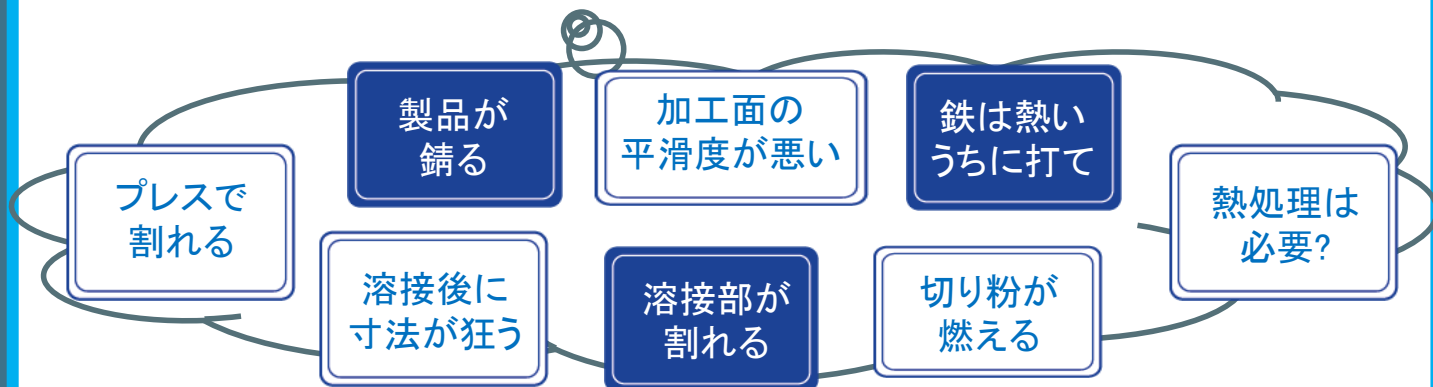 製品が
錆る
加工面の
平滑度が悪い
鉄は熱い
うちに打て
プレスで
割れる
熱処理は
必要?
溶接後に
寸法が狂う
溶接部が
割れる
切り粉が
燃える